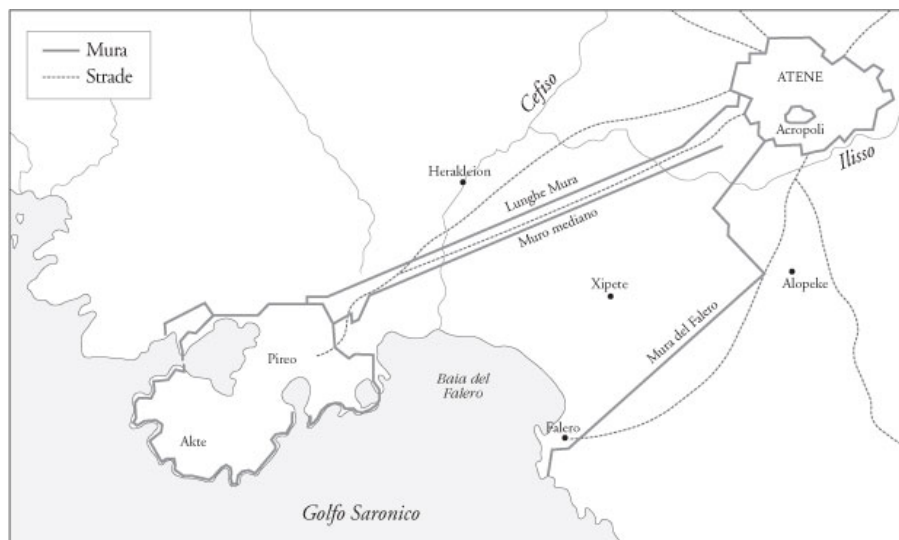 Mura
Strade
ATENE
Acropoli
Cefiso
Ilisso
Herakleion
Lunghe Mura
Muro mediano
Xipete
Alopeke
Mura del Falero
Pireo
Baia del
Falero
Akte
Falero
Golfo Saronico